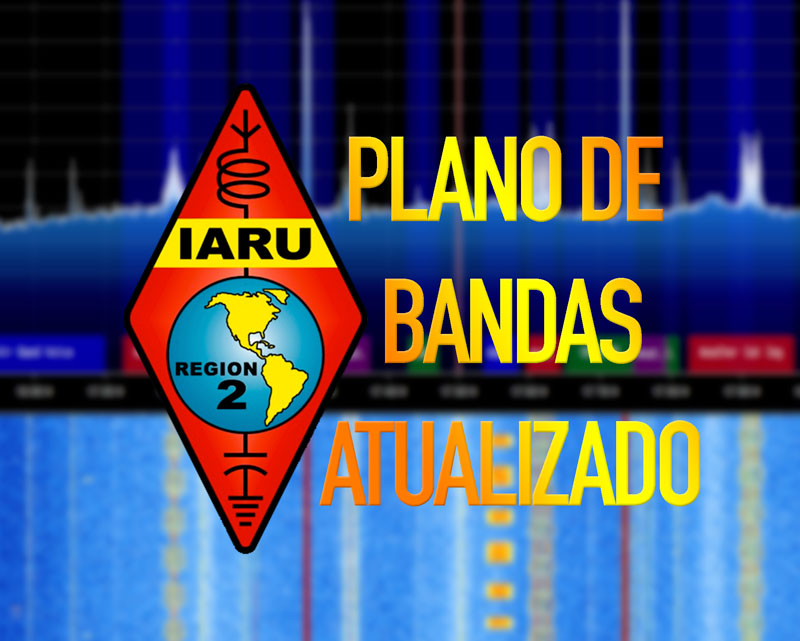 PLANO DE
BANDAS
ATUALIZADO
IARU
REGION
2